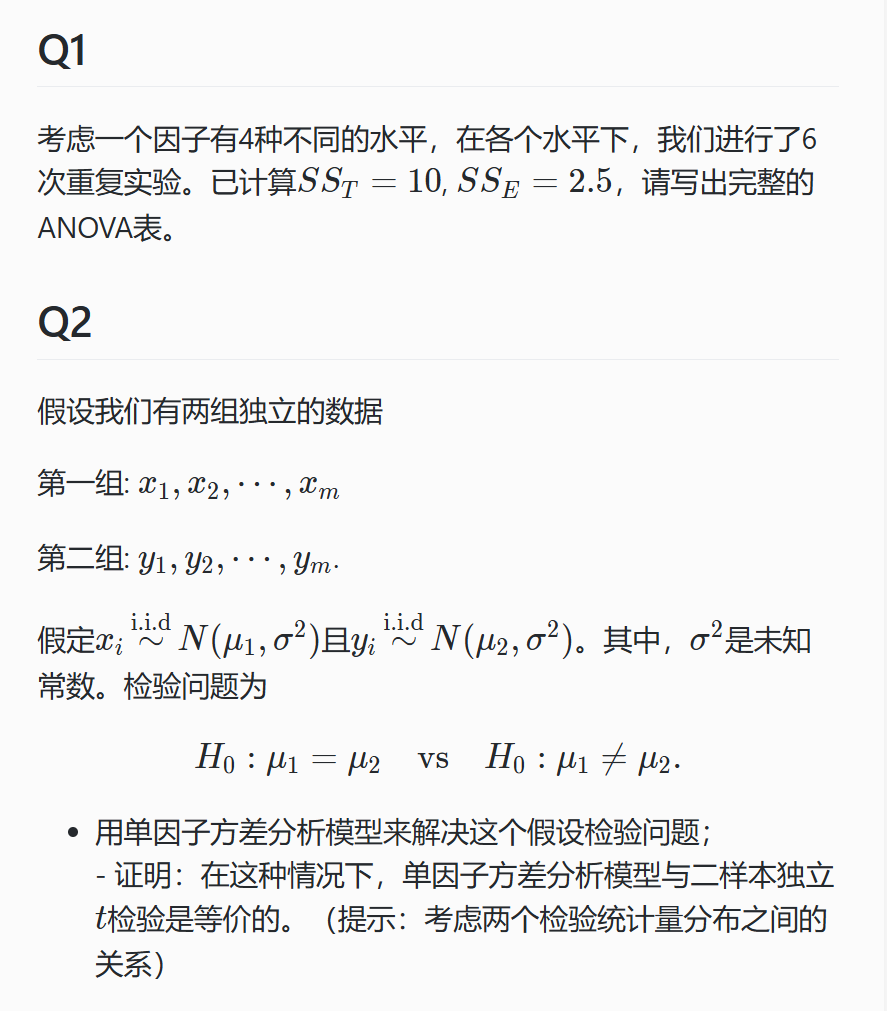 Q1
考虑一个因子有4种不同的水平，在各个水平下，我们进行了6
次重复实验。已计算$SS_T = 10$, $SS_E = 2.5$，请写出完整的
ANOVA表。
Q2
假设我们有两组独立的数据
第一组: $x_1, x_2, \cdots, x_m$
第二组: $y_1, y_2, \cdots, y_m$.
假定$x_i \overset{\text{i.i.d}}{\sim} N(\mu_1, \sigma^2)$且$y_i \overset{\text{i.i.d}}{\sim} N(\mu_2, \sigma^2)$。其中，$\sigma^2$是未知
常数。检验问题为
$H_0 : \mu_1 = \mu_2 \quad \text{vs} \quad H_0 : \mu_1 \neq \mu_2.$
• 用单因子方差分析模型来解决这个假设检验问题；
- 证明：在这种情况下，单因子方差分析模型与二样本独立
$t$检验是等价的。（提示：考虑两个检验统计量分布之间的
关系）